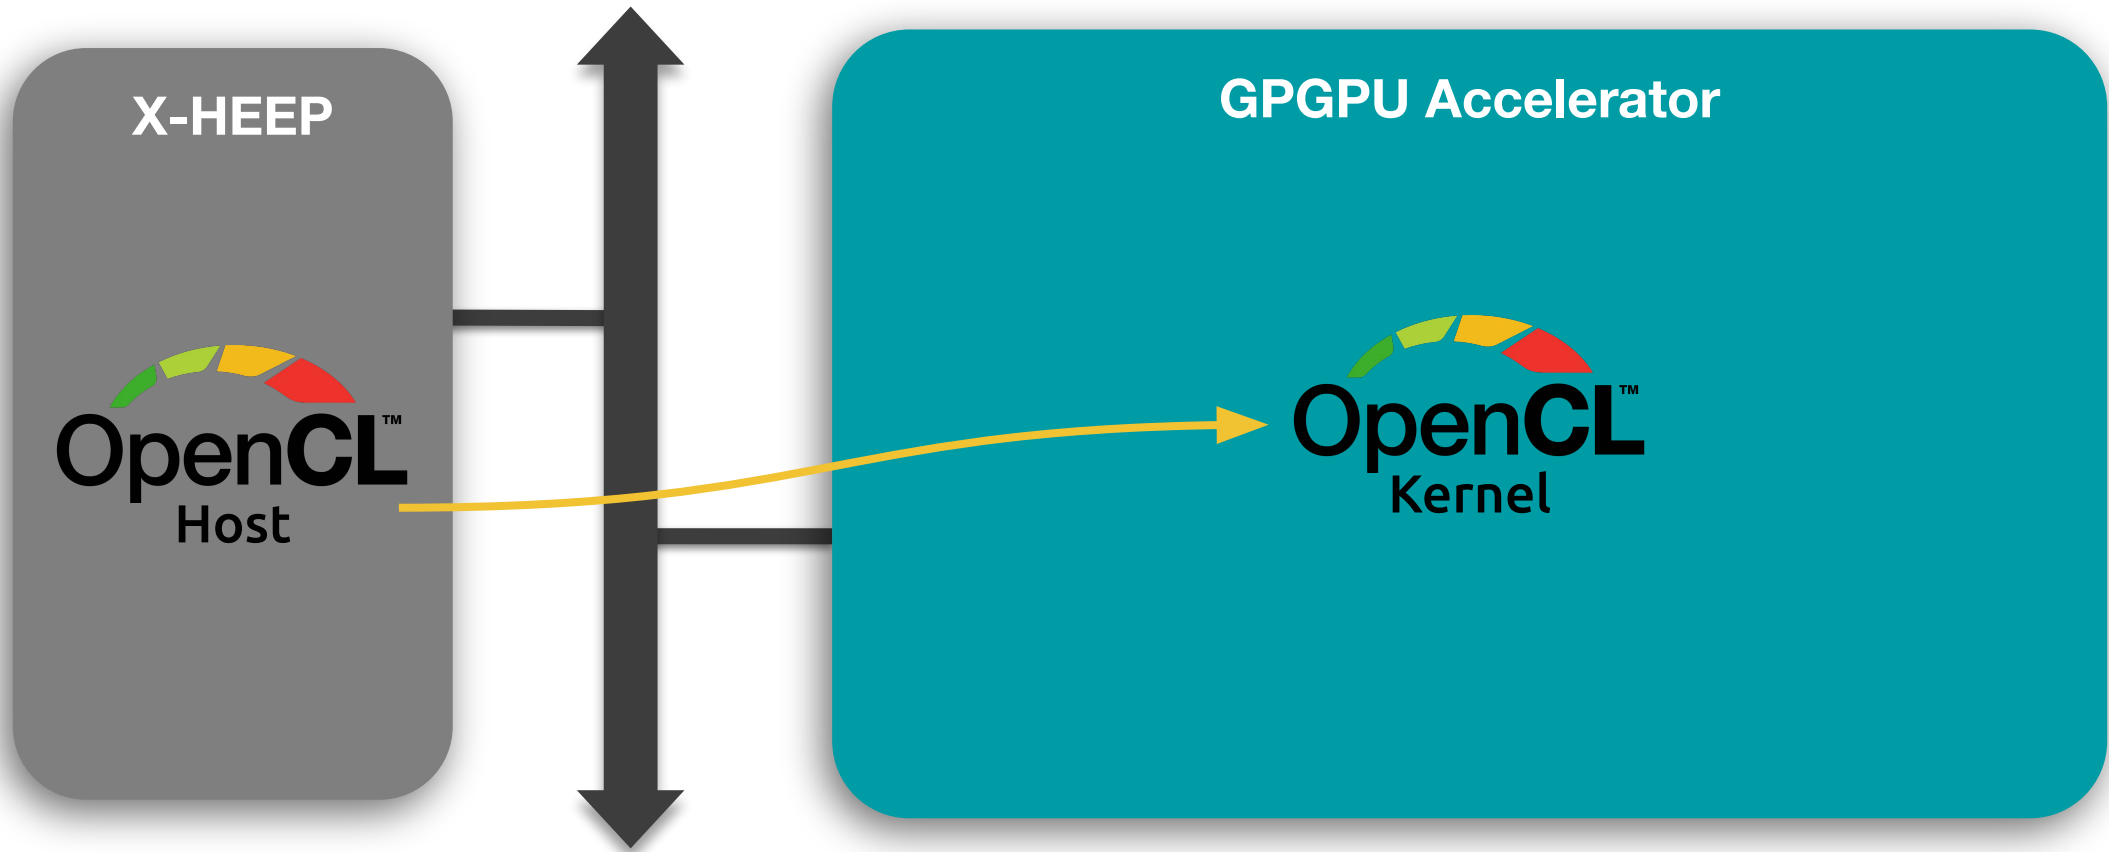 X-HEEP
OpenCL™
Host
GPGPU Accelerator
OpenCL™
Kernel